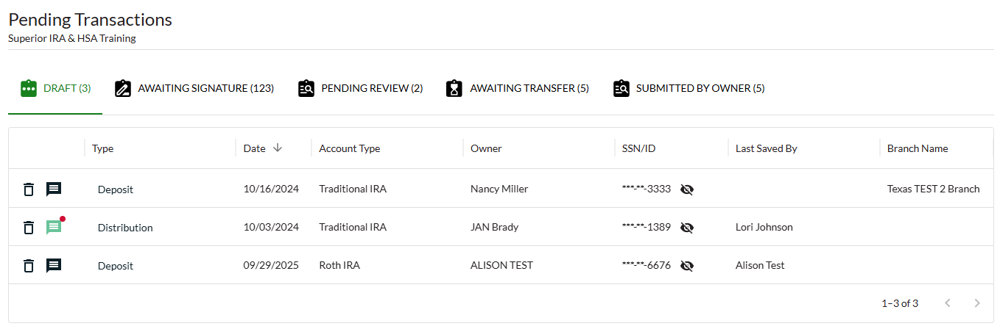 Pending Transactions
Superior IRA & HSA Training
DRAFT (3) AWAITING SIGNATURE (123) PENDING REVIEW (2) AWAITING TRANSFER (5) SUBMITTED BY OWNER (5)
Type Date Account Type Owner SSN/ID Last Saved By Branch Name
Deposit 10/16/2024 Traditional IRA Nancy Miller ***-**-3333 Texas TEST 2 Branch
Distribution 10/03/2024 Traditional IRA JAN Brady ***-**-1389 Lori Johnson
Deposit 09/29/2025 Roth IRA ALISON TEST ***-**-6676 Alison Test
1–3 of 3